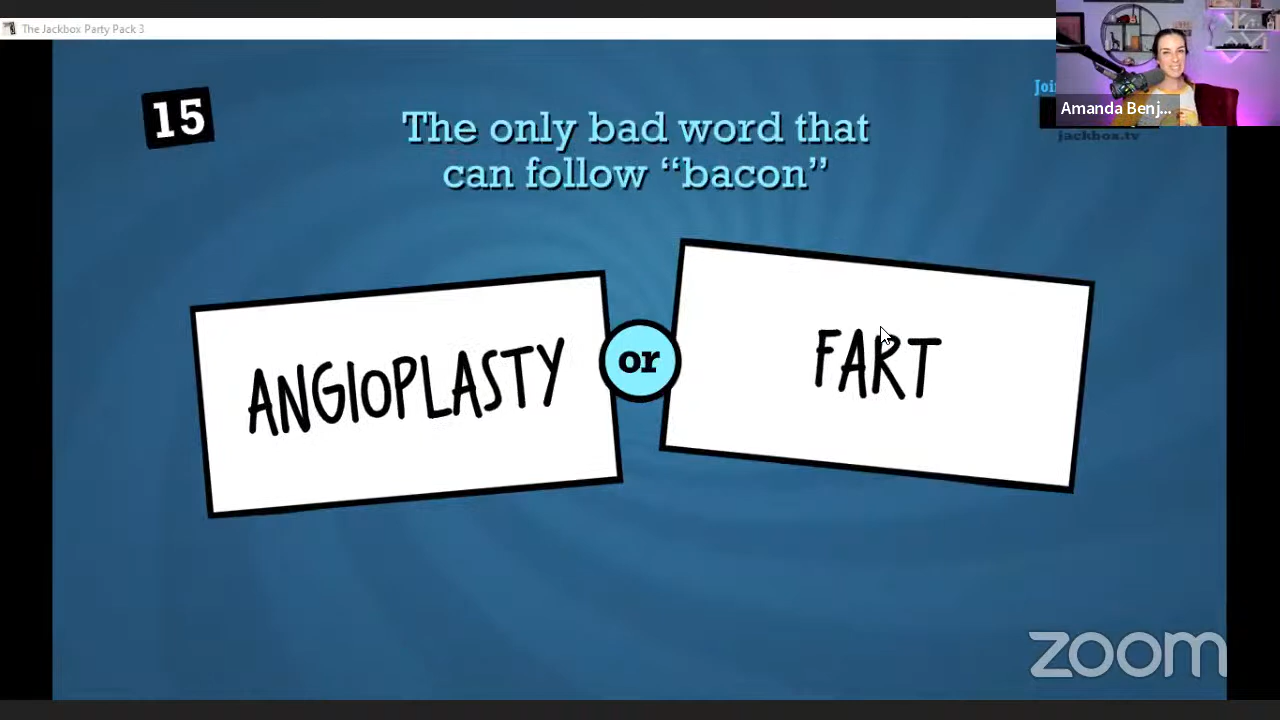 The Jackbox Party Pack 3
15
The only bad word that
can follow “bacon”
Joi
Amanda Benj...
jackbox.tv
ANGIOPLASTY
or
FART
zoom